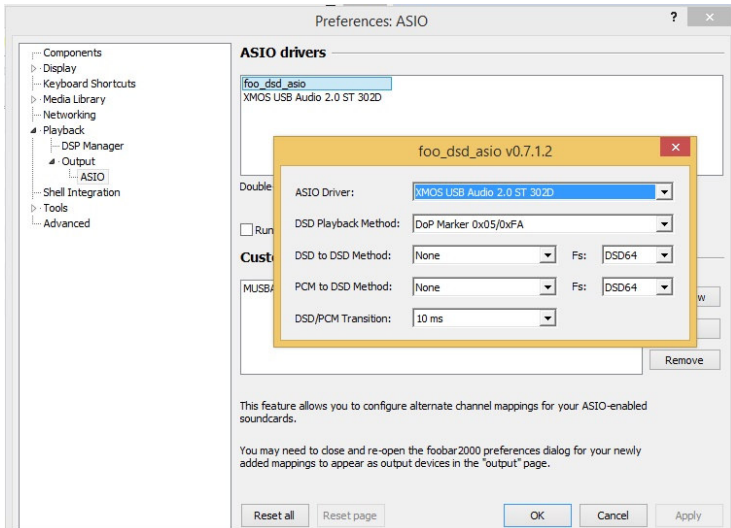 Preferences: ASIO
?
Components
Display
Keyboard Shortcuts
Media Library
Networking
Playback
DSP Manager
Output
ASIO
Shell Integration
Tools
Advanced
ASIO drivers
foo_dsd_asio
XMOS USB Audio 2.0 ST 302D
foo_dsd_asio v0.7.1.2
ASIO Driver: XMOS USB Audio 2.0 ST 302D
DSD Playback Method: DoP Marker 0x05/0xFA
DSD to DSD Method: None Fs: DSD64
PCM to DSD Method: None Fs: DSD64
DSD/PCM Transition: 10 ms
Double-
Run
Cust
MUSBA
w
Remove
This feature allows you to configure alternate channel mappings for your ASIO-enabled
soundcards.
You may need to close and re-open the foobar2000 preferences dialog for your newly
added mappings to appear as output devices in the "output" page.
Reset all Reset page OK Cancel Apply